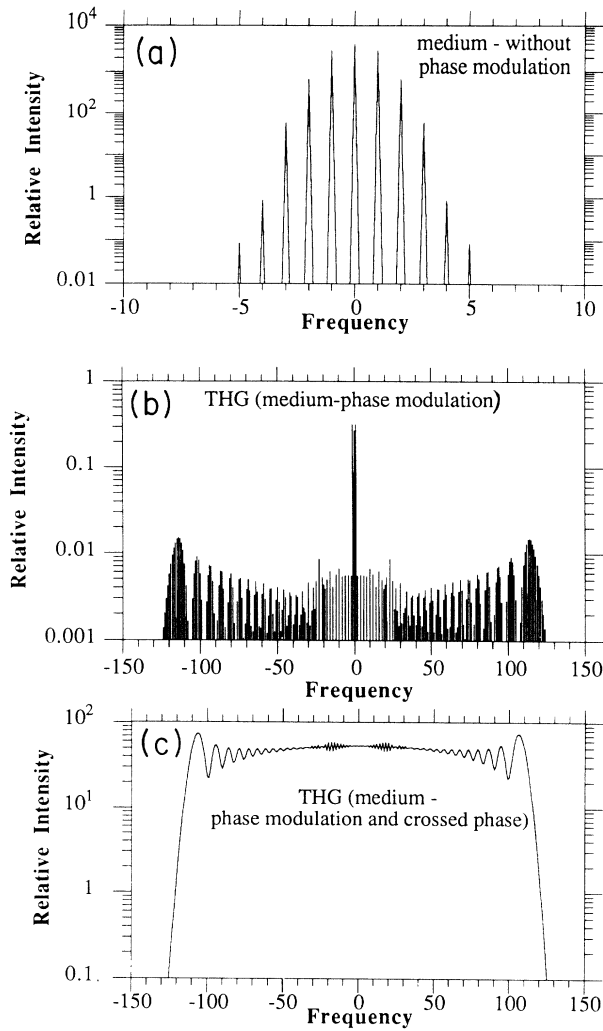 10^4
(a)
medium - without
phase modulation
10^2
1
0.01
Relative Intensity
-10
-5
0
5
10
Frequency
1
(b)
THG (medium-phase modulation)
0.1
0.01
0.001
Relative Intensity
-150
-100
-50
0
50
100
150
Frequency
10^2
(c)
10^1
THG (medium -
phase modulation and crossed phase)
1
0.1
Relative Intensity
-150
-100
-50
0
50
100
150
Frequency